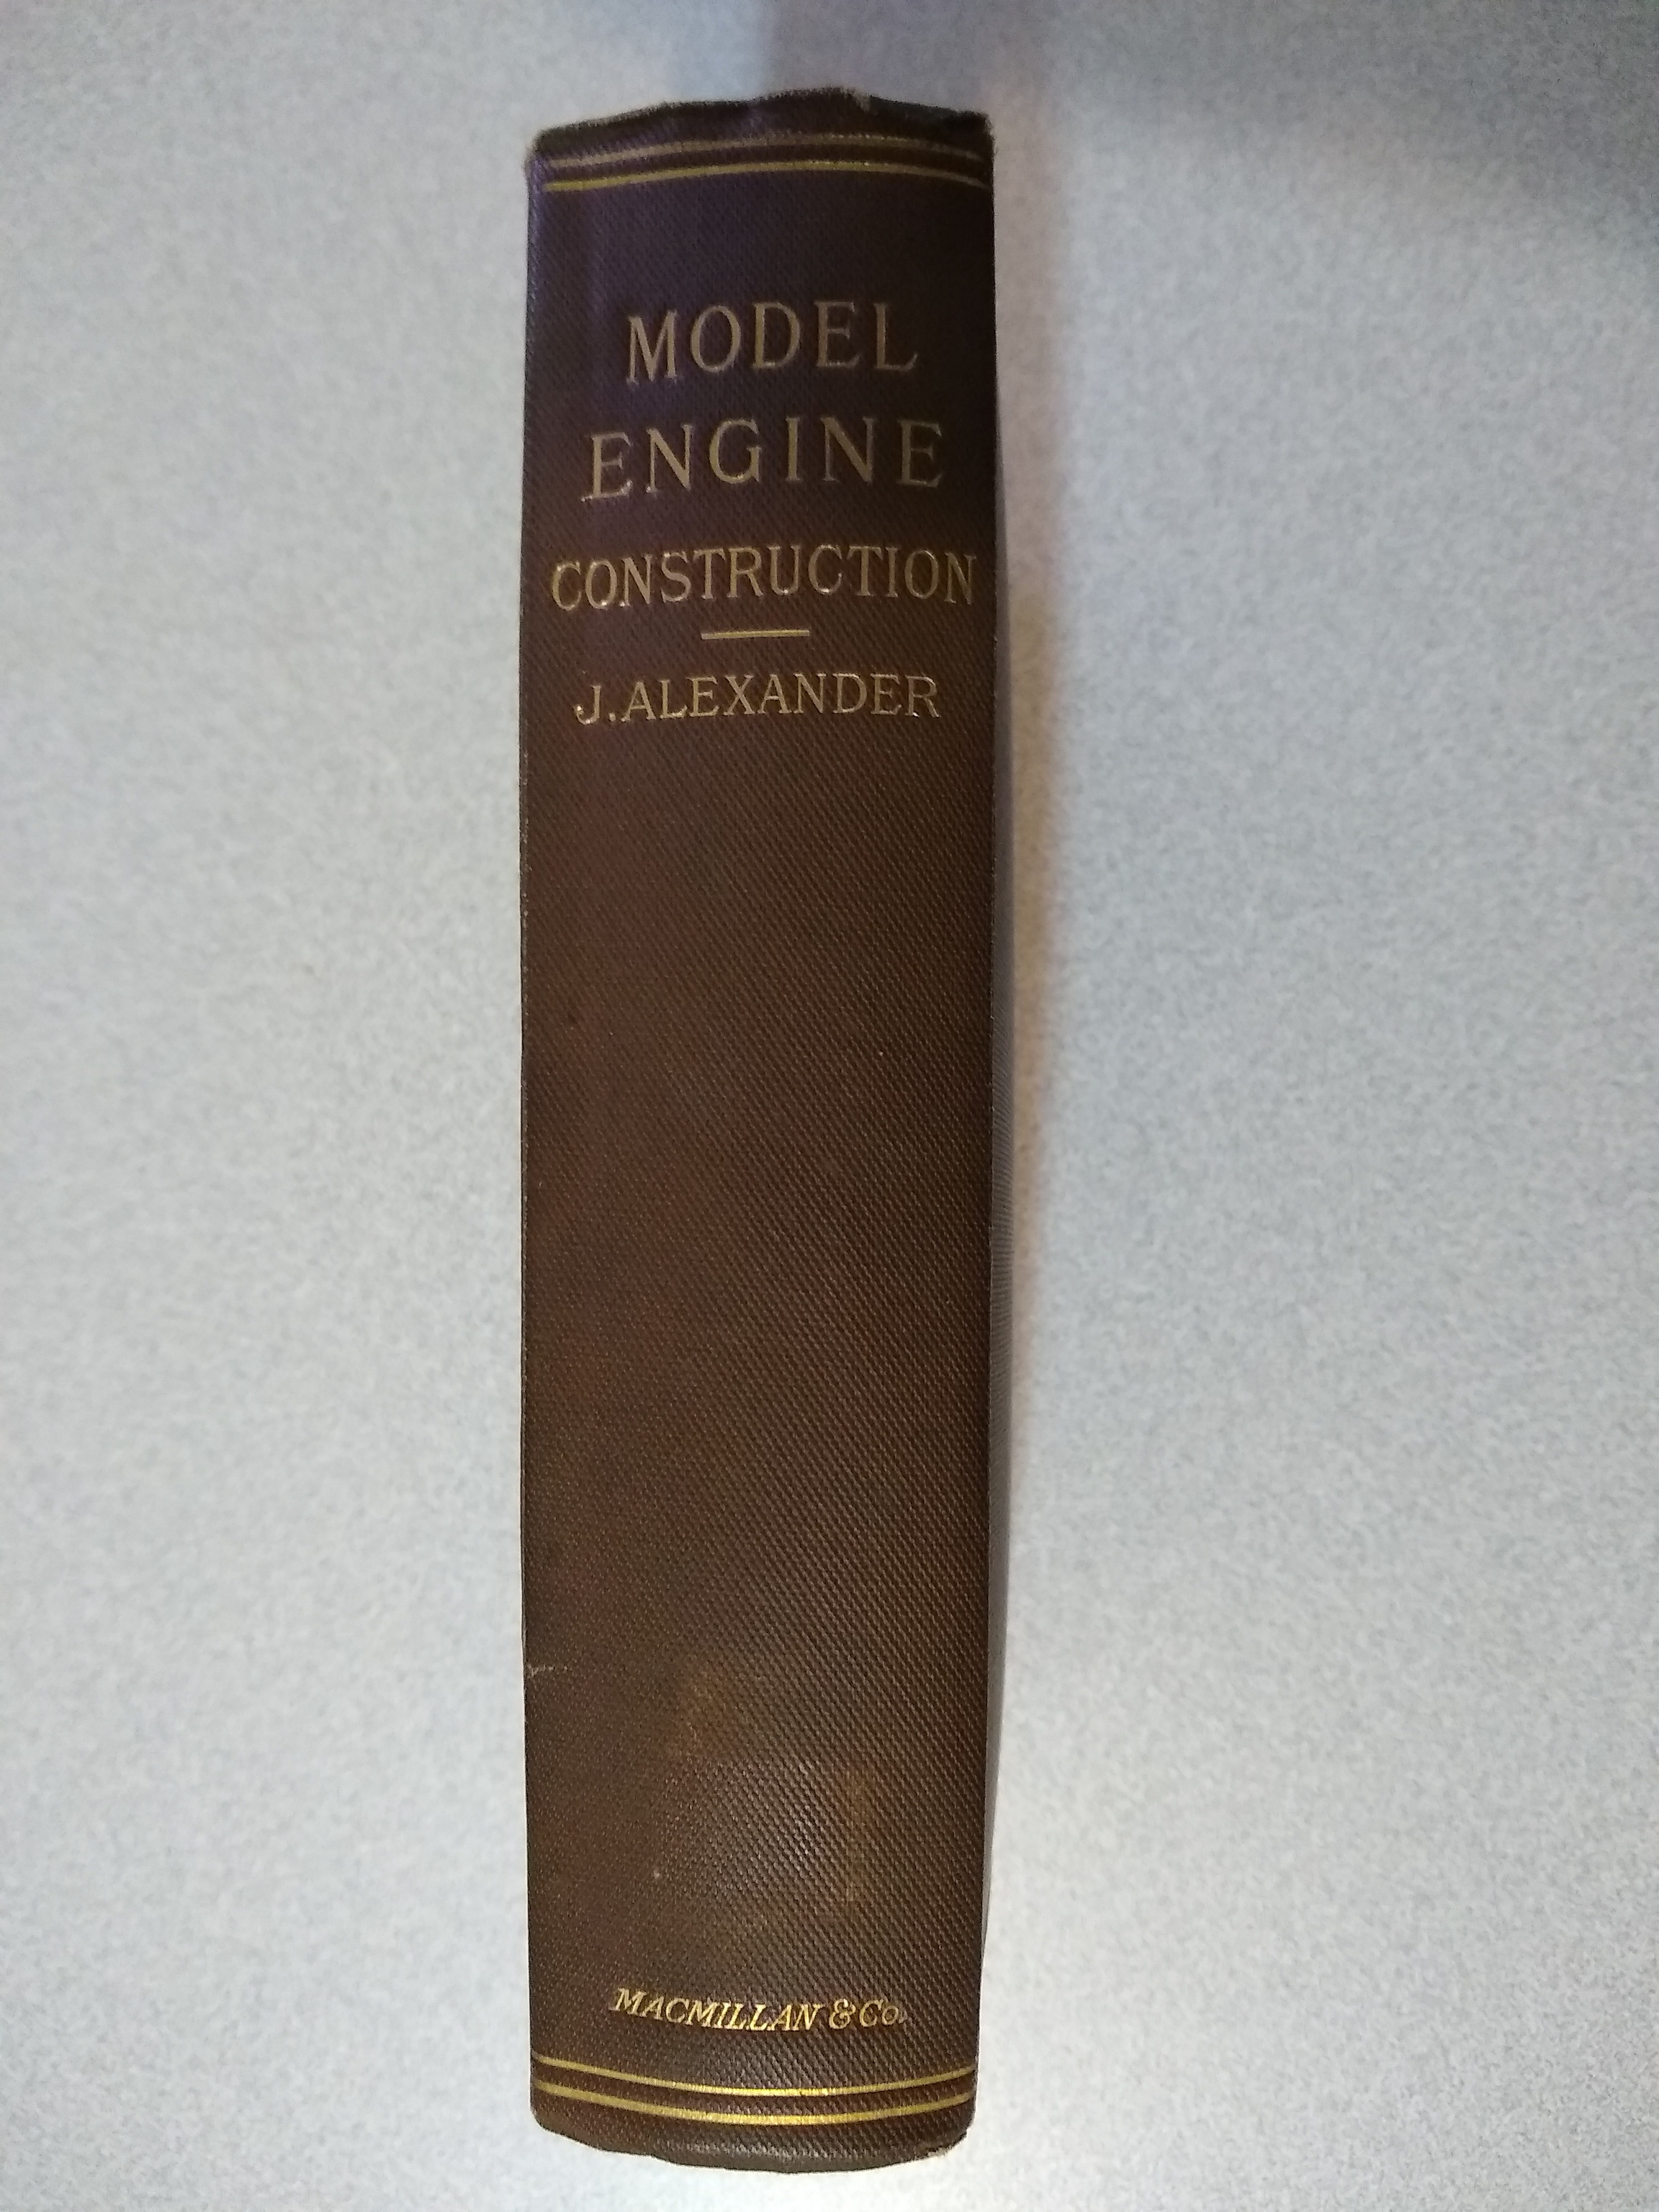 MODEL
ENGINE
CONSTRUCTION
J. ALEXANDER
MACMILLAN & Co.